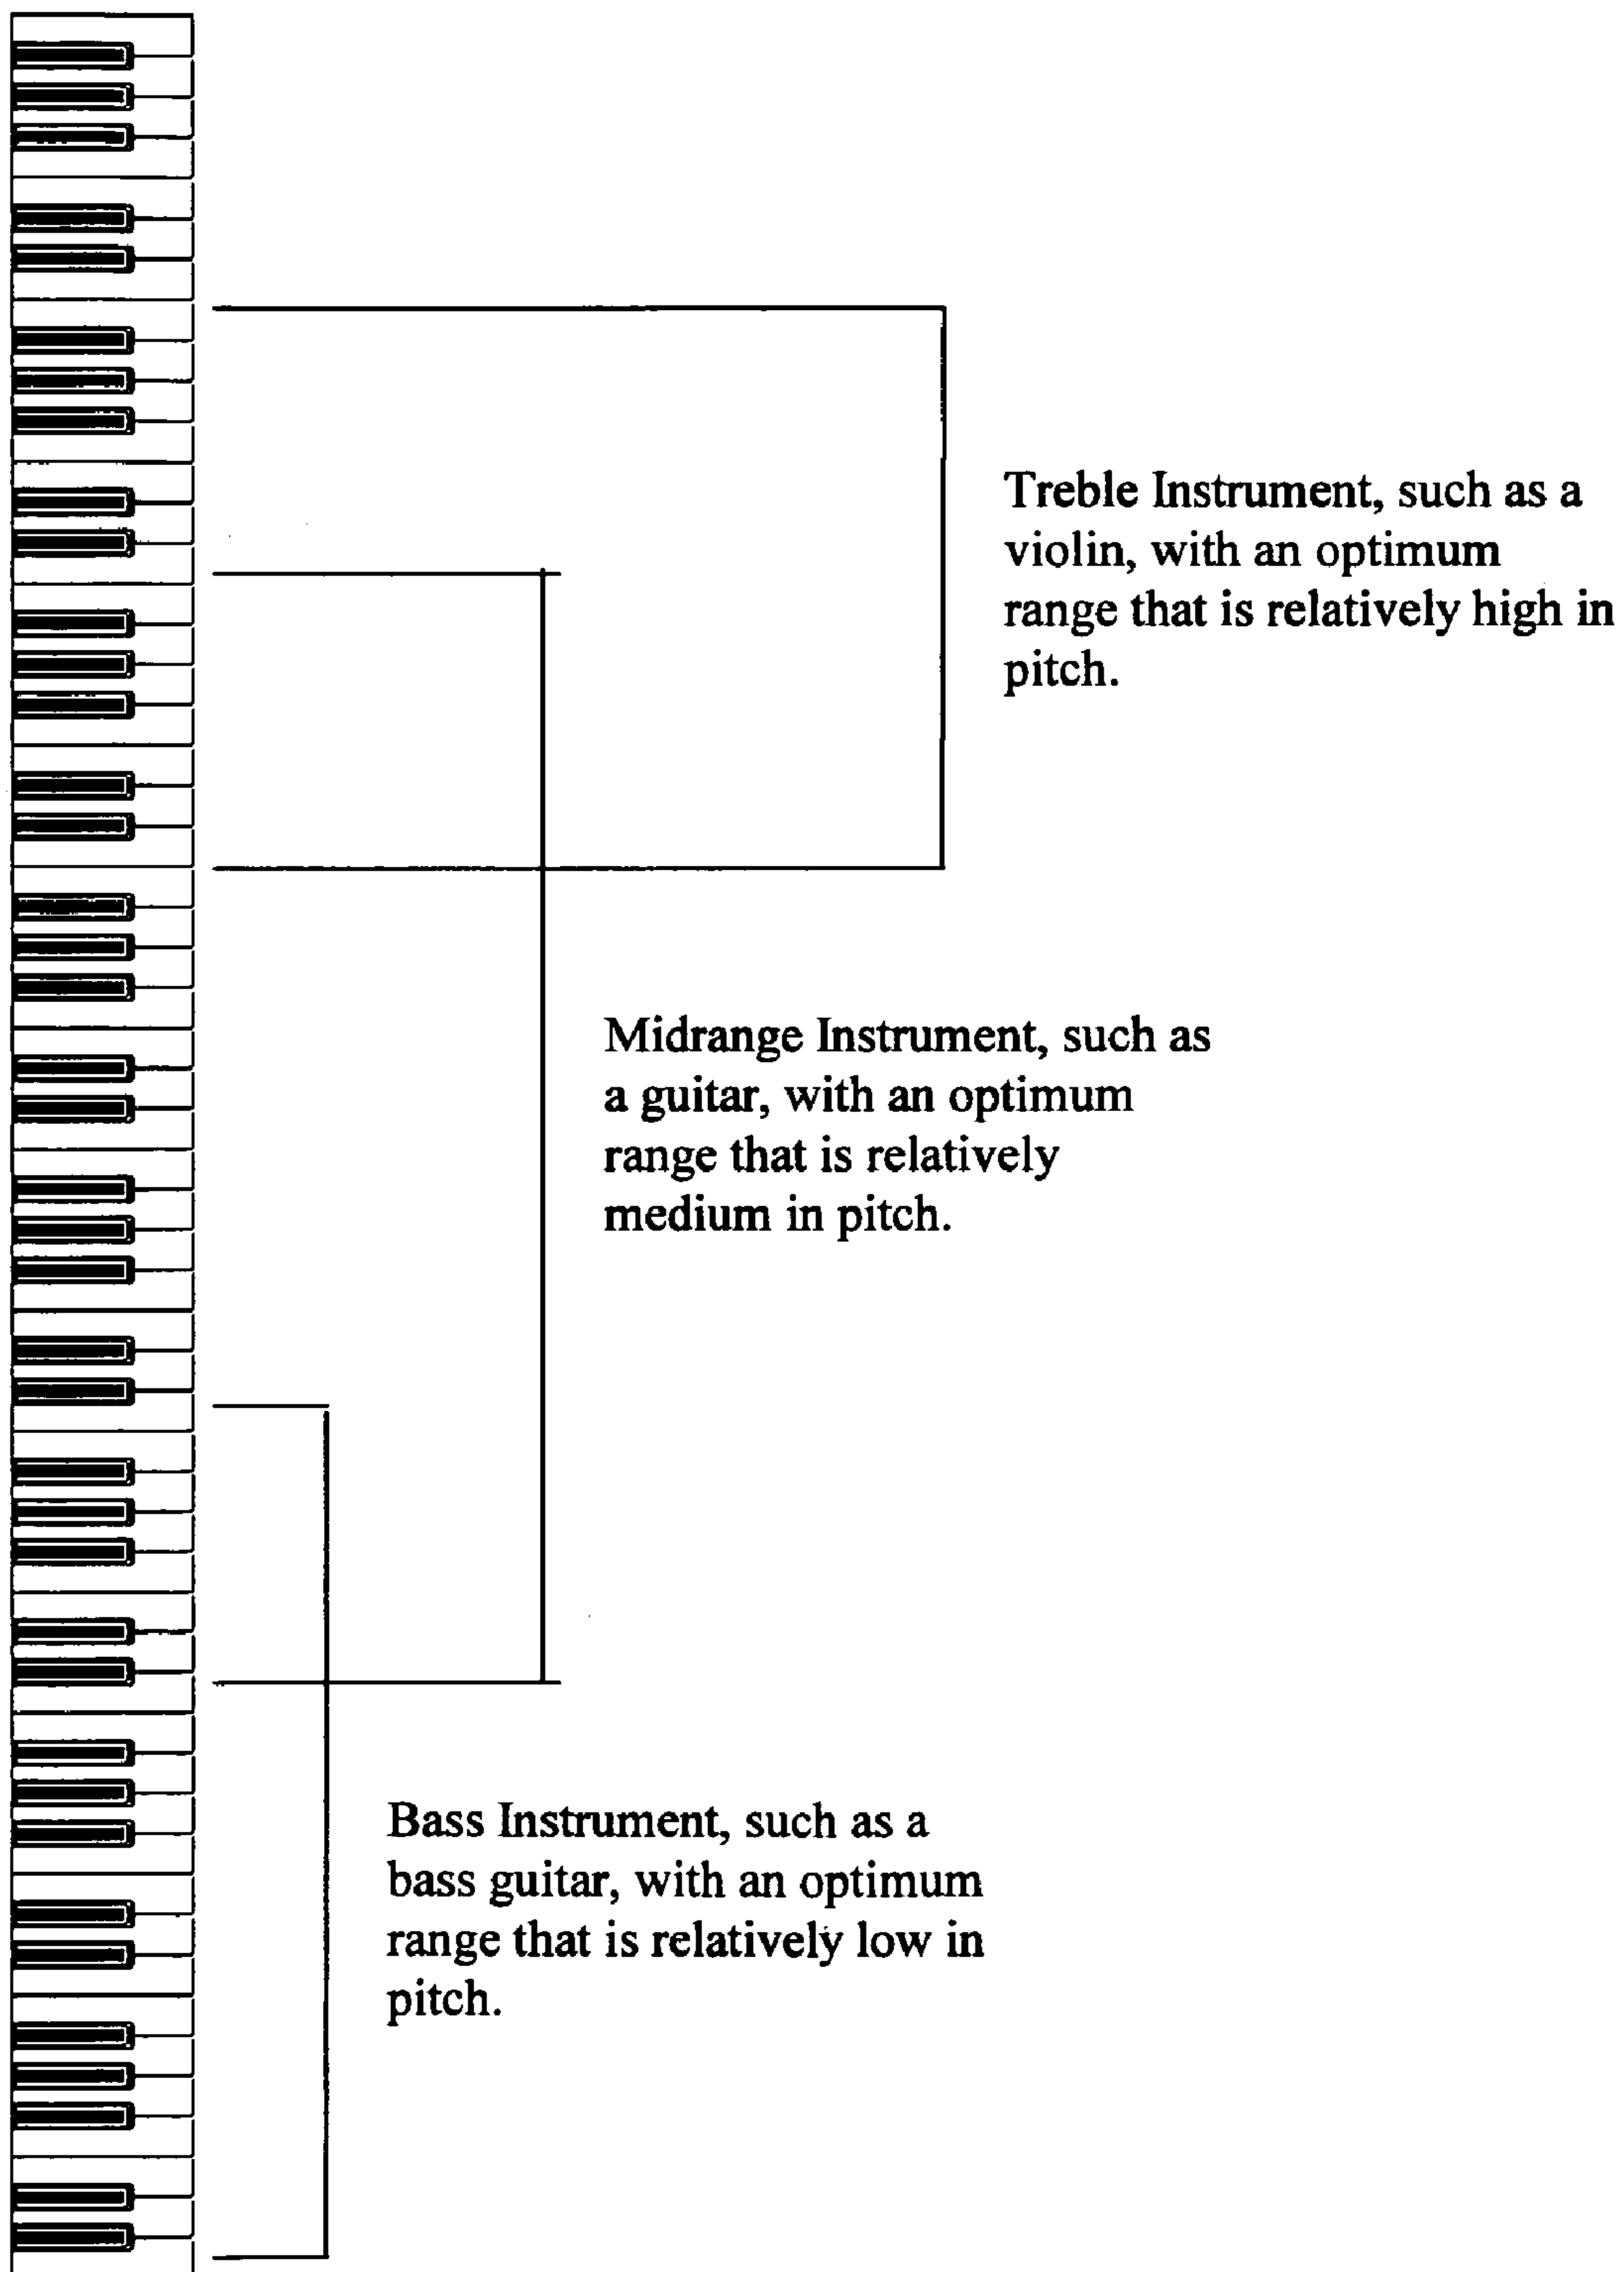 Treble Instrument, such as a
violin, with an optimum
range that is relatively high in
pitch.
Midrange Instrument, such as
a guitar, with an optimum
range that is relatively
medium in pitch.
Bass Instrument, such as a
bass guitar, with an optimum
range that is relatively low in
pitch.